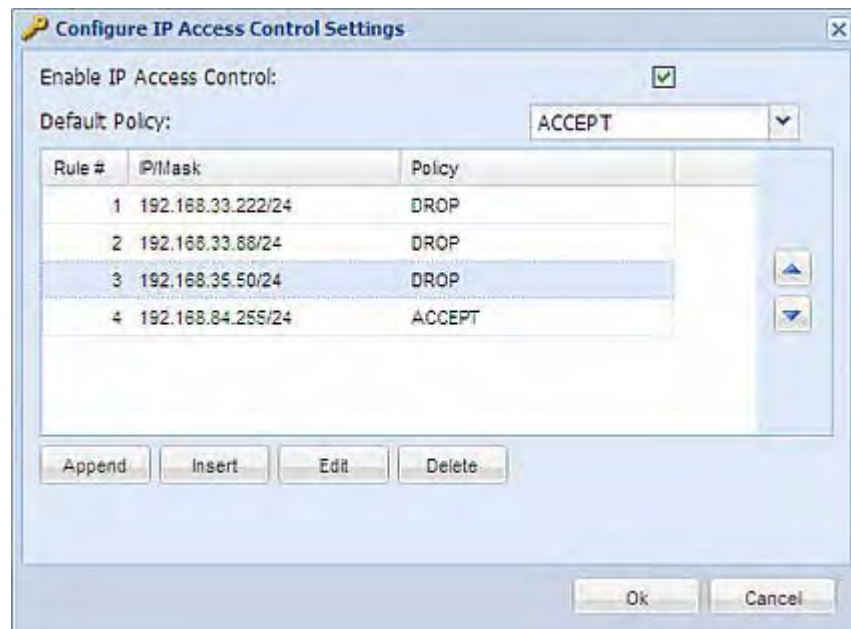 Configure IP Access Control Settings
Enable IP Access Control:
Default Policy: ACCEPT
Rule # IP/Mask Policy
1 192.168.33.222/24 DROP
2 192.168.33.88/24 DROP
3 192.168.35.50/24 DROP
4 192.168.84.255/24 ACCEPT
Append Insert Edit Delete
Ok Cancel